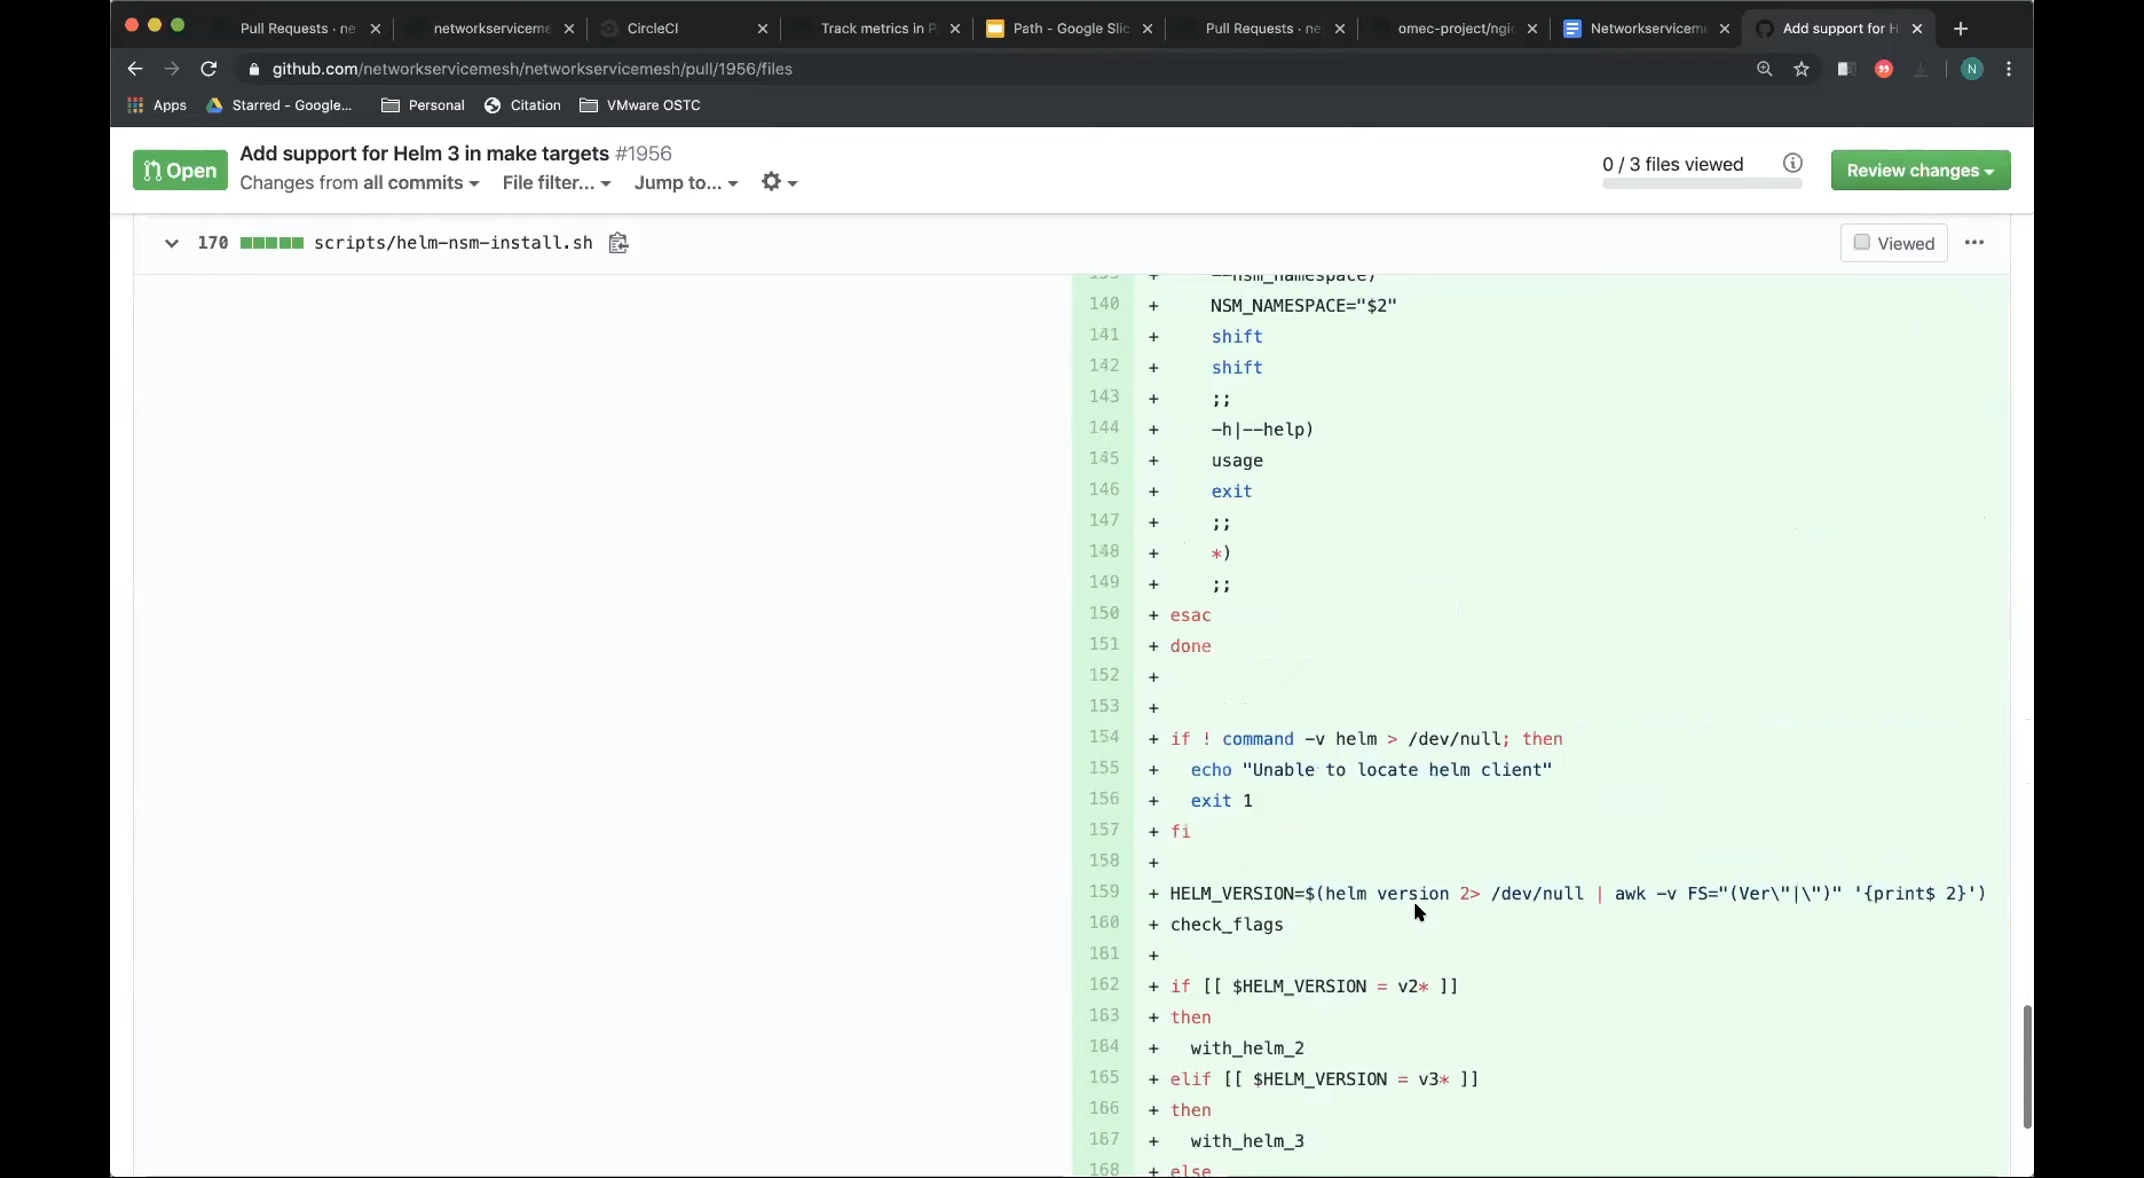 Pull Requests · ne
networkserviceme
CircleCI
Track metrics in P
Path - Google Slic
Pull Requests · ne
omec-project/ngic
Networkserviceme
Add support for H
github.com/networkservicemesh/networkservicemesh/pull/1956/files
N
Apps
Starred - Google...
Personal
Citation
VMware OSTC
Open
Add support for Helm 3 in make targets #1956
Changes from all commits
File filter...
Jump to...
0 / 3 files viewed
Review changes
170 scripts/helm-nsm-install.sh
Viewed
139 + --nsm_namespace)
140 + NSM_NAMESPACE="$2"
141 + shift
142 + shift
143 + ;;
144 + -h|--help)
145 + usage
146 + exit
147 + ;;
148 + *)
149 + ;;
150 + esac
151 + done
152 +
153 +
154 + if ! command -v helm > /dev/null; then
155 + echo "Unable to locate helm client"
156 + exit 1
157 + fi
158 +
159 + HELM_VERSION=$(helm version 2> /dev/null | awk -v FS="(Ver\"|\")" '{print$ 2}')
160 + check_flags
161 +
162 + if [[ $HELM_VERSION = v2* ]]
163 + then
164 + with_helm_2
165 + elif [[ $HELM_VERSION = v3* ]]
166 + then
167 + with_helm_3
168 + else